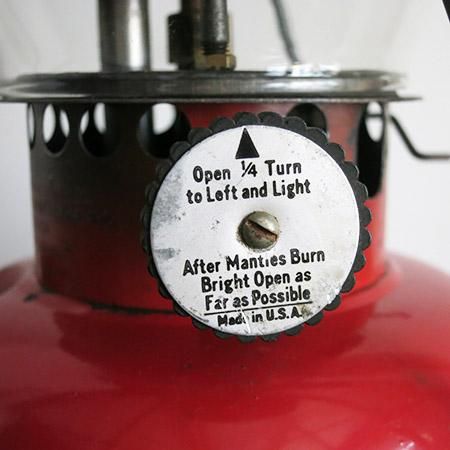 Open 1/4 Turn
to Left and Light
After Mantles Burn
Bright Open as
Far as Possible
Made in U.S.A.